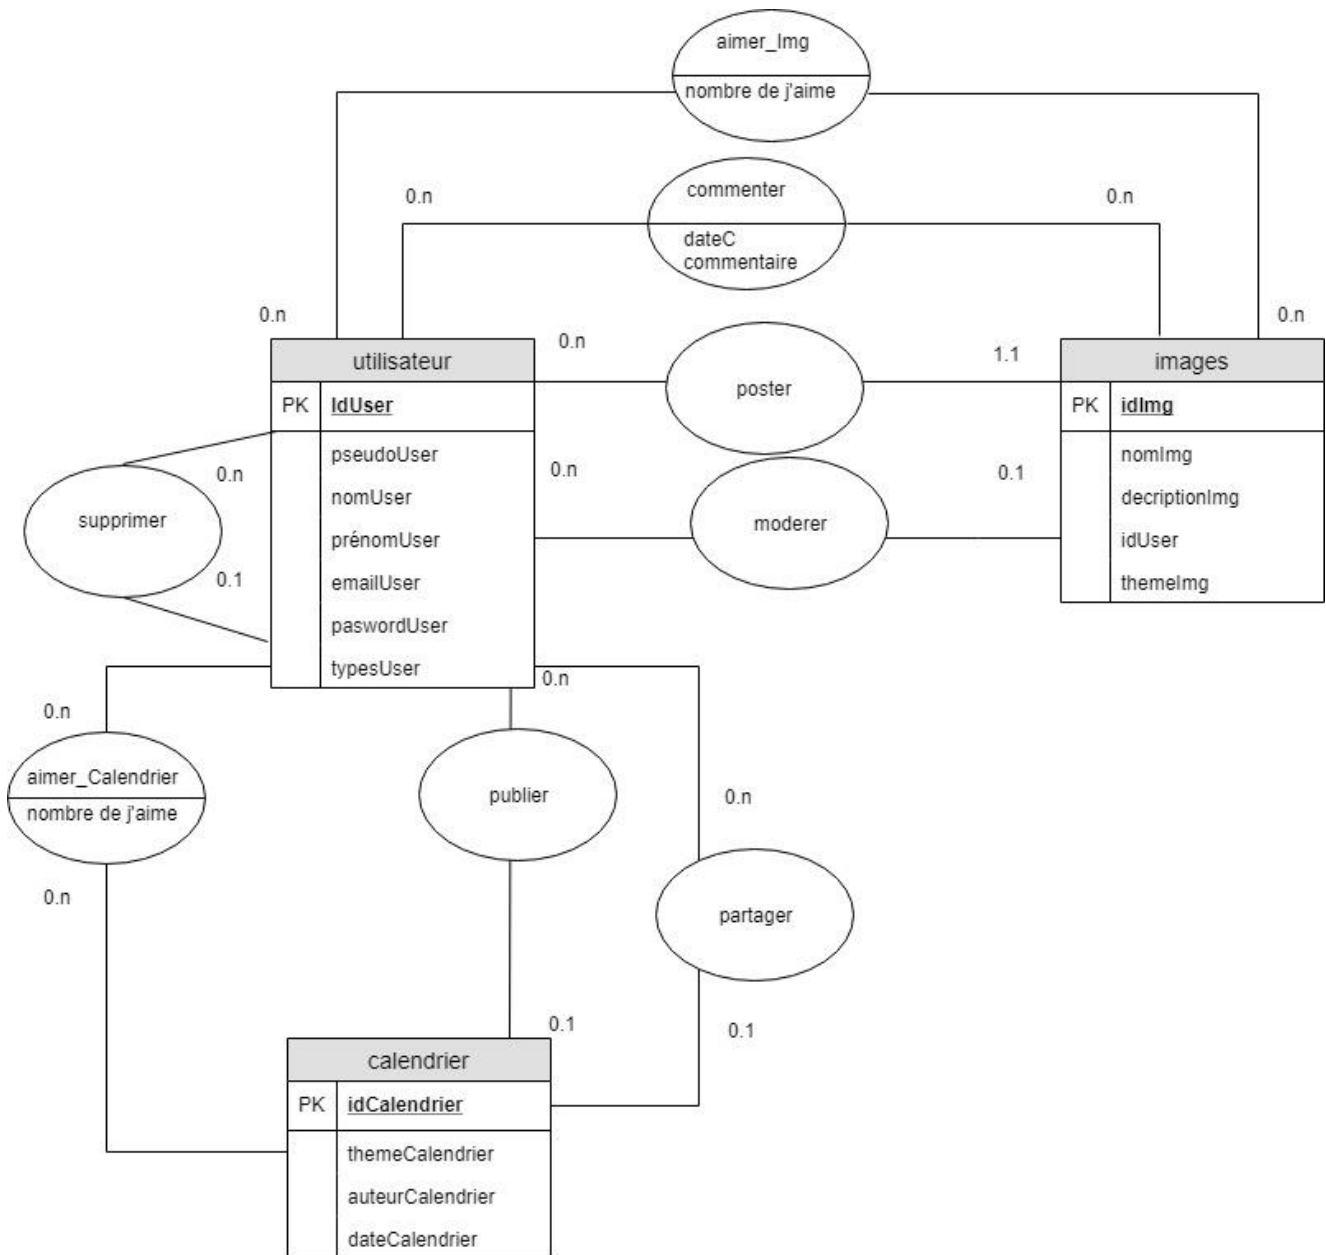 aimer_Img
nombre de j'aime
0.n
commenter
0.n
dateC
commentaire
0.n
0.n
0.n
1.1
utilisateur
images
PK IdUser
poster
PK idImg
pseudoUser
nomImg
0.n
0.n
0.1
nomUser
decriptionImg
supprimer
moderer
prénomUser
idUser
0.1
emailUser
themeImg
paswordUser
typesUser
0.n
0.n
aimer_Calendrier
nombre de j'aime
publier
0.n
0.n
partager
0.1
0.1
calendrier
PK idCalendrier
themeCalendrier
auteurCalendrier
dateCalendrier